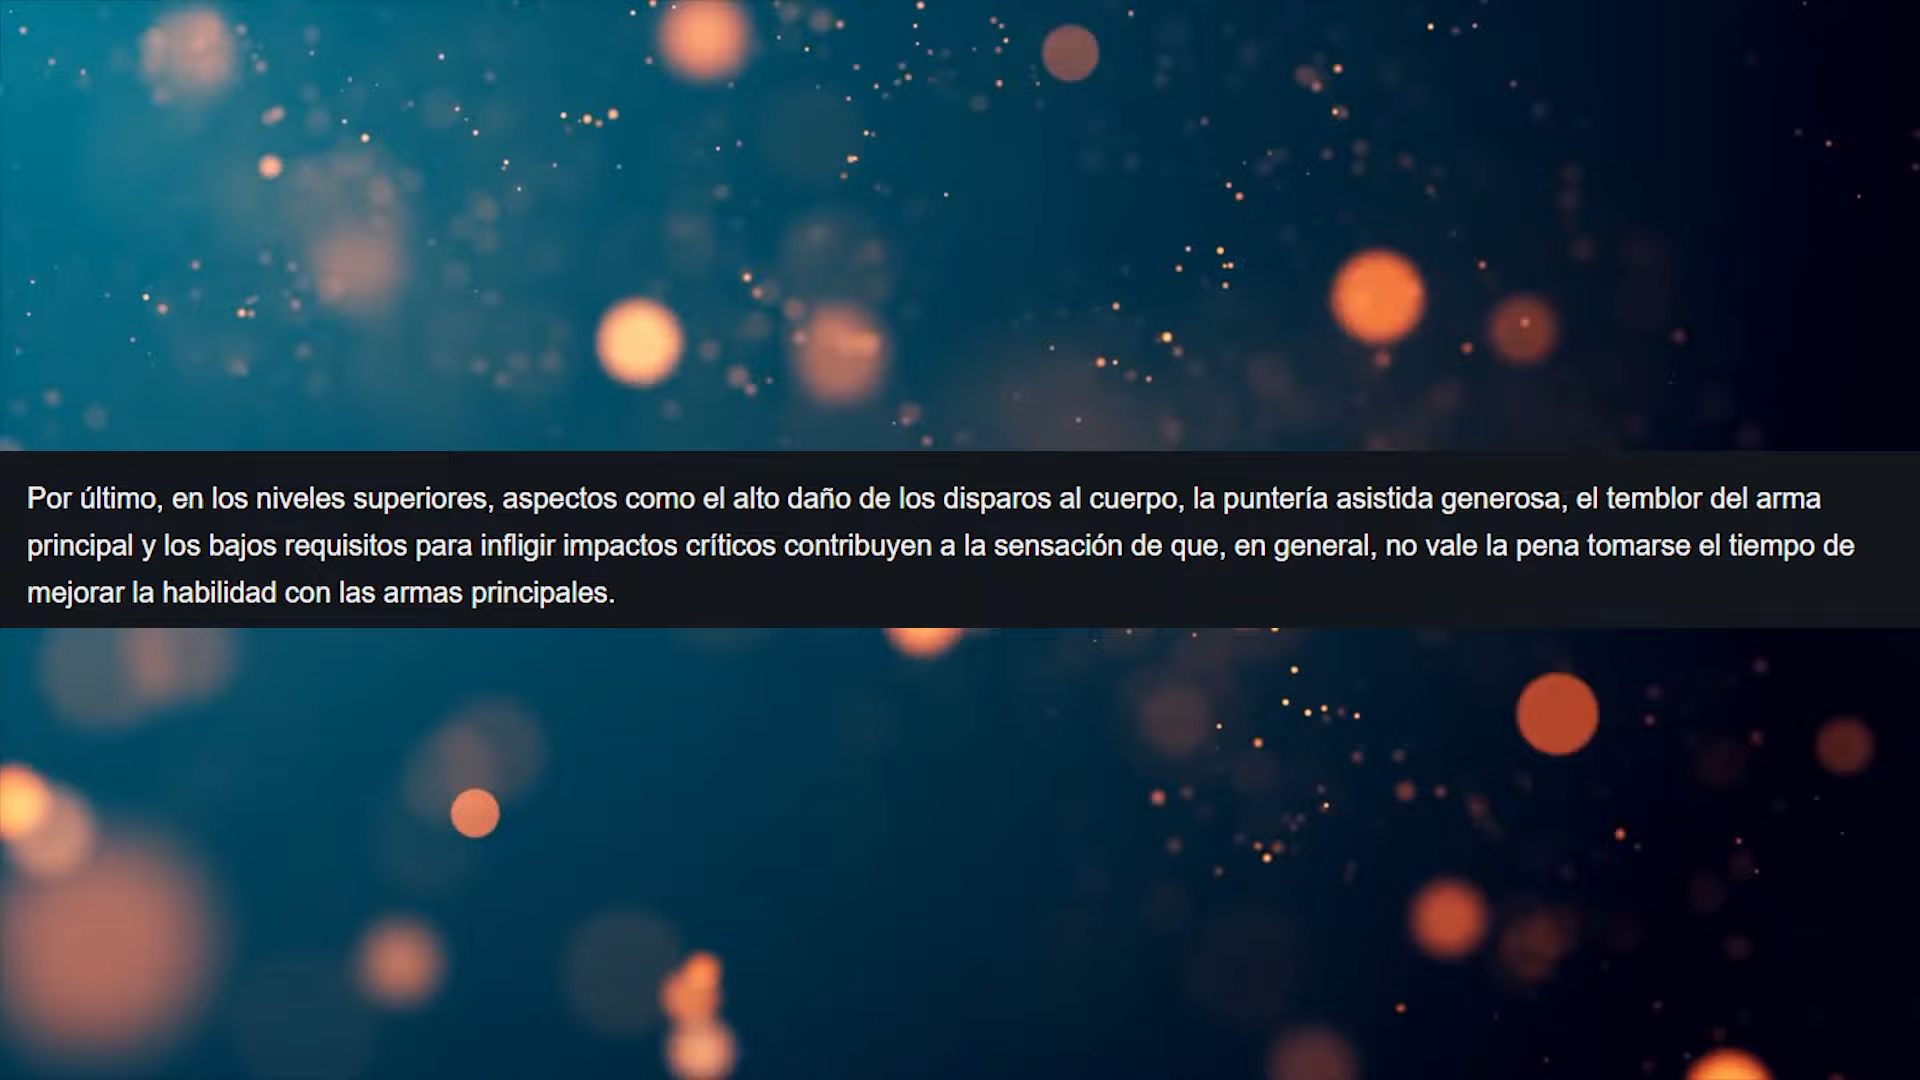 Por último, en los niveles superiores, aspectos como el alto daño de los disparos al cuerpo, la puntería asistida generosa, el temblor del arma
principal y los bajos requisitos para infligir impactos críticos contribuyen a la sensación de que, en general, no vale la pena tomarse el tiempo de
mejorar la habilidad con las armas principales.